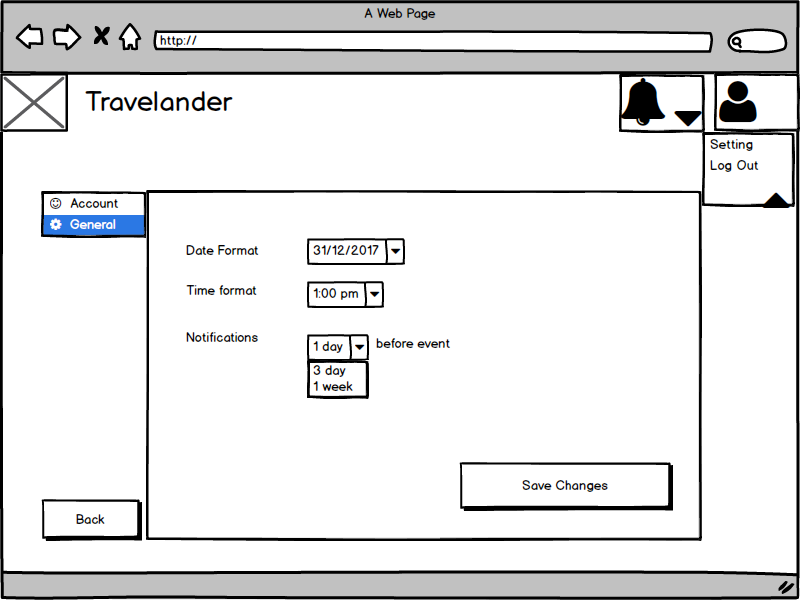 A Web Page
http://
Travelander
Setting
Log Out
Account
General
Date Format
31/12/2017
Time format
1:00 pm
Notifications
1 day
before event
3 day
1 week
Save Changes
Back